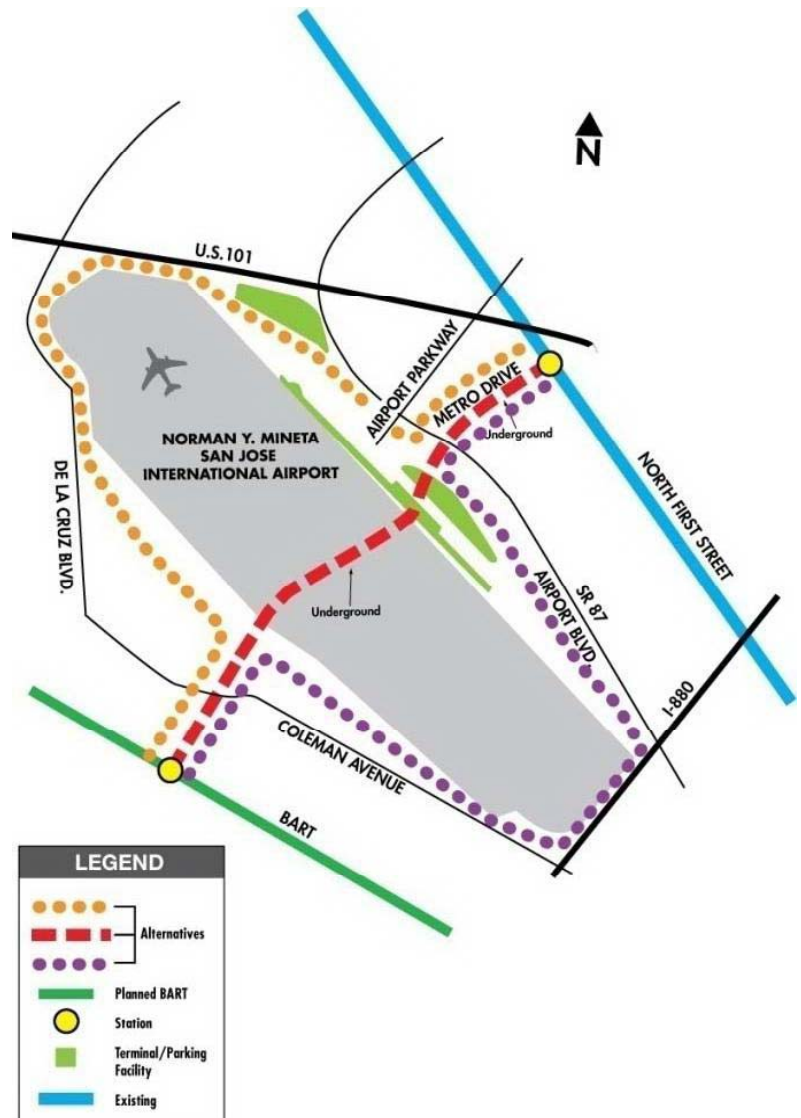 N
U.S.101
AIRPORT PARKWAY
METRO DRIVE
Underground
NORMAN Y. MINETA
SAN JOSE
INTERNATIONAL AIRPORT
DE LA CRUZ BLVD.
NORTH FIRST STREET
Underground
SR 87
AIRPORT BLVD.
I-880
COLEMAN AVENUE
BART
LEGEND
Alternatives
Planned BART
Station
Terminal/Parking
Facility
Existing